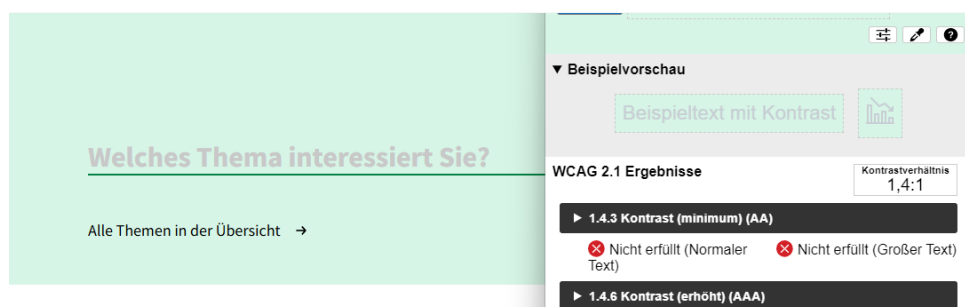 Welches Thema interessiert Sie?
Alle Themen in der Übersicht →
?
▼ Beispielvorschau
Beispieltext mit Kontrast
WCAG 2.1 Ergebnisse
Kontrastverhältnis
1,4:1
▶ 1.4.3 Kontrast (minimum) (AA)
Nicht erfüllt (Normaler
Text)
Nicht erfüllt (Großer Text)
▶ 1.4.6 Kontrast (erhöht) (AAA)